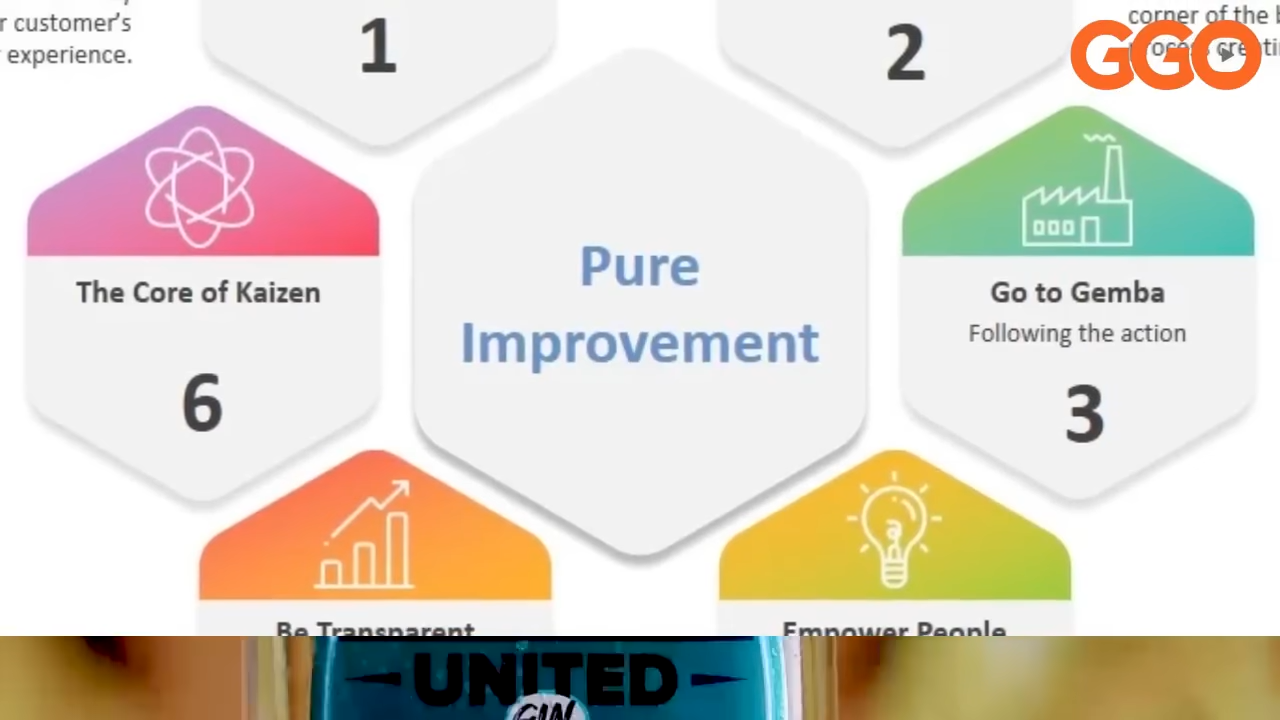 customer's
experience.
1
2
corner of the
GGO
The Core of Kaizen
6
Pure
Improvement
Go to Gemba
Following the action
3
Be Transparent
Empower People
UNITED
GIN